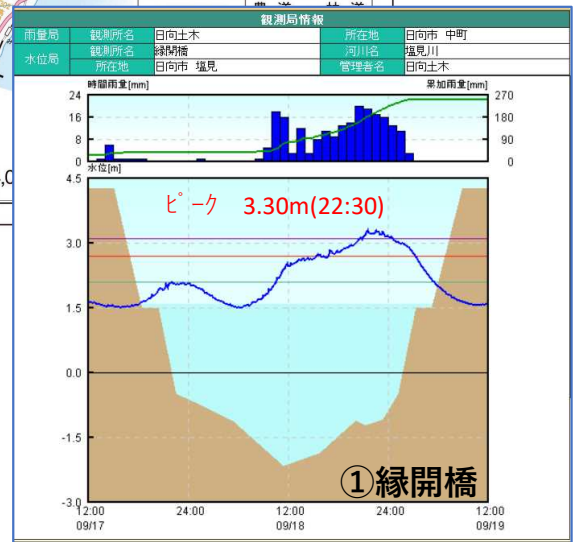 農 道　林 道
観測局情報
雨量局 観測所名 日向土木 所在地 日向市 中町
水位局 観測所名 縁開橋 河川名 塩見川
所在地 日向市 塩見 管理者名 日向土木
時間雨量[mm] 累加雨量[mm]
24 270
16 180
8 90
0 0
水位[m]
4.5
ピーク 3.30m(22:30)
3.0
1.5
0.0
-1.5
①縁開橋
-3.0
12:00 24:00 12:00 24:00 12:00
09/17 09/18 09/19